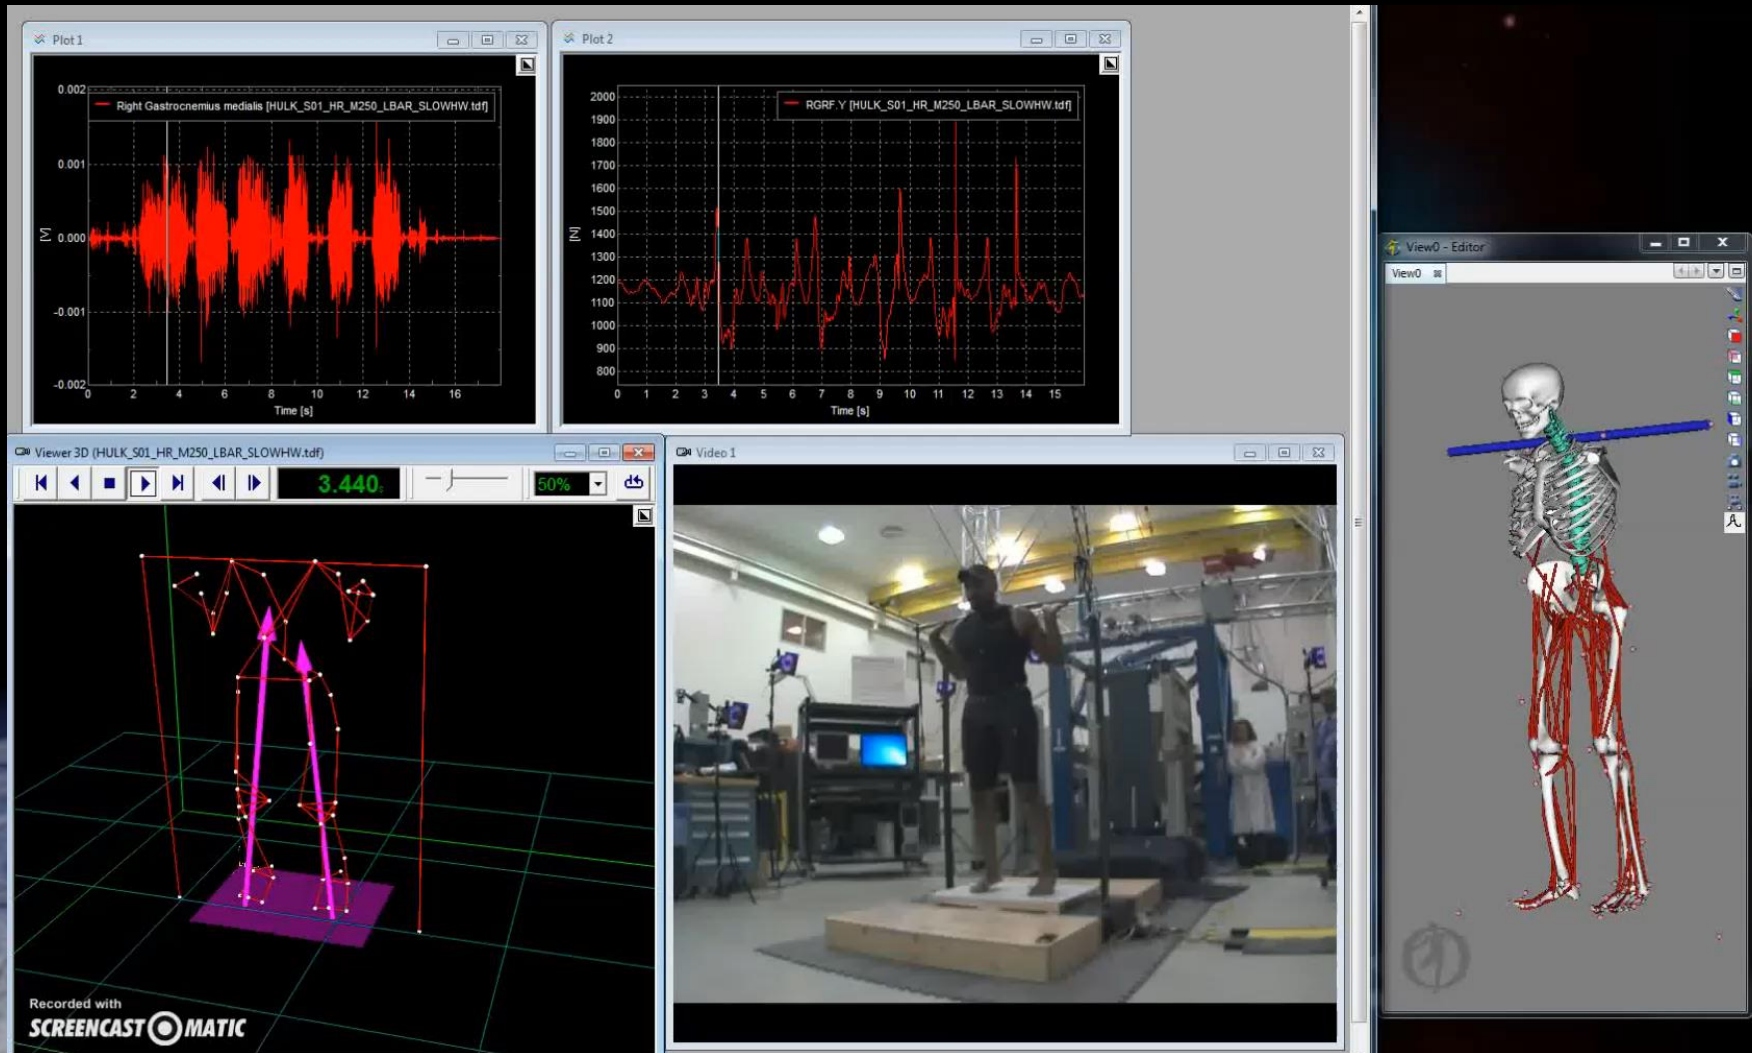 Plot 1
0.002
Right Gastrocnemius medialis [HULK_S01_HR_M250_LBAR_SLOWHW.tdf]
0.001
[V]
0.000
-0.001
-0.002
0 2 4 6 8 10 12 14 16
Time [s]
Plot 2
RGRF.Y [HULK_S01_HR_M250_LBAR_SLOWHW.tdf]
2000
1900
1800
1700
1600
1500
1400
[N]
1300
1200
1100
1000
900
800
0 1 2 3 4 5 6 7 8 9 10 11 12 13 14 15
Time [s]
Viewer 3D (HULK_S01_HR_M250_LBAR_SLOWHW.tdf)
3.440
50%
Recorded with
SCREENCAST MATIC
Video 1
View0 - Editor
View0